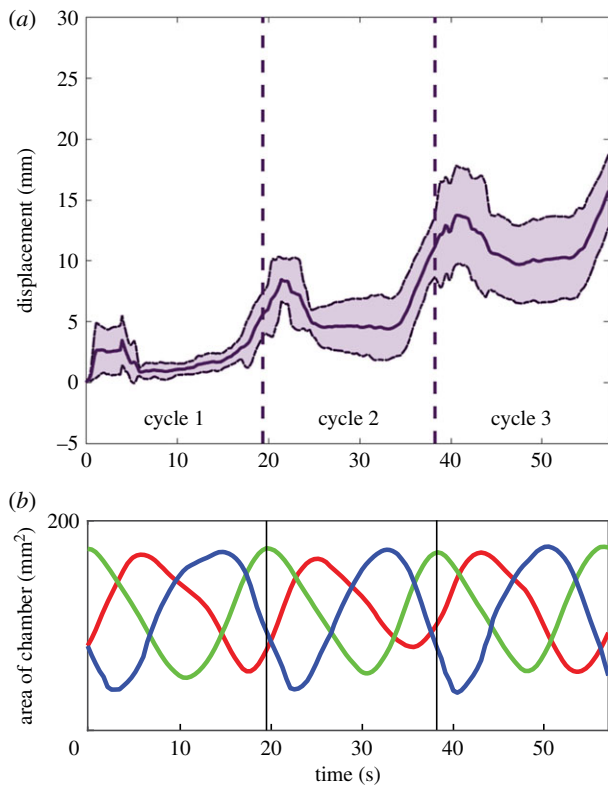 (a)
30
25
20
15
10
5
0
−5
displacement (mm)
cycle 1 cycle 2 cycle 3
0 10 20 30 40 50
(b)
200
0
area of chamber (mm²)
10 20 30 40 50
time (s)